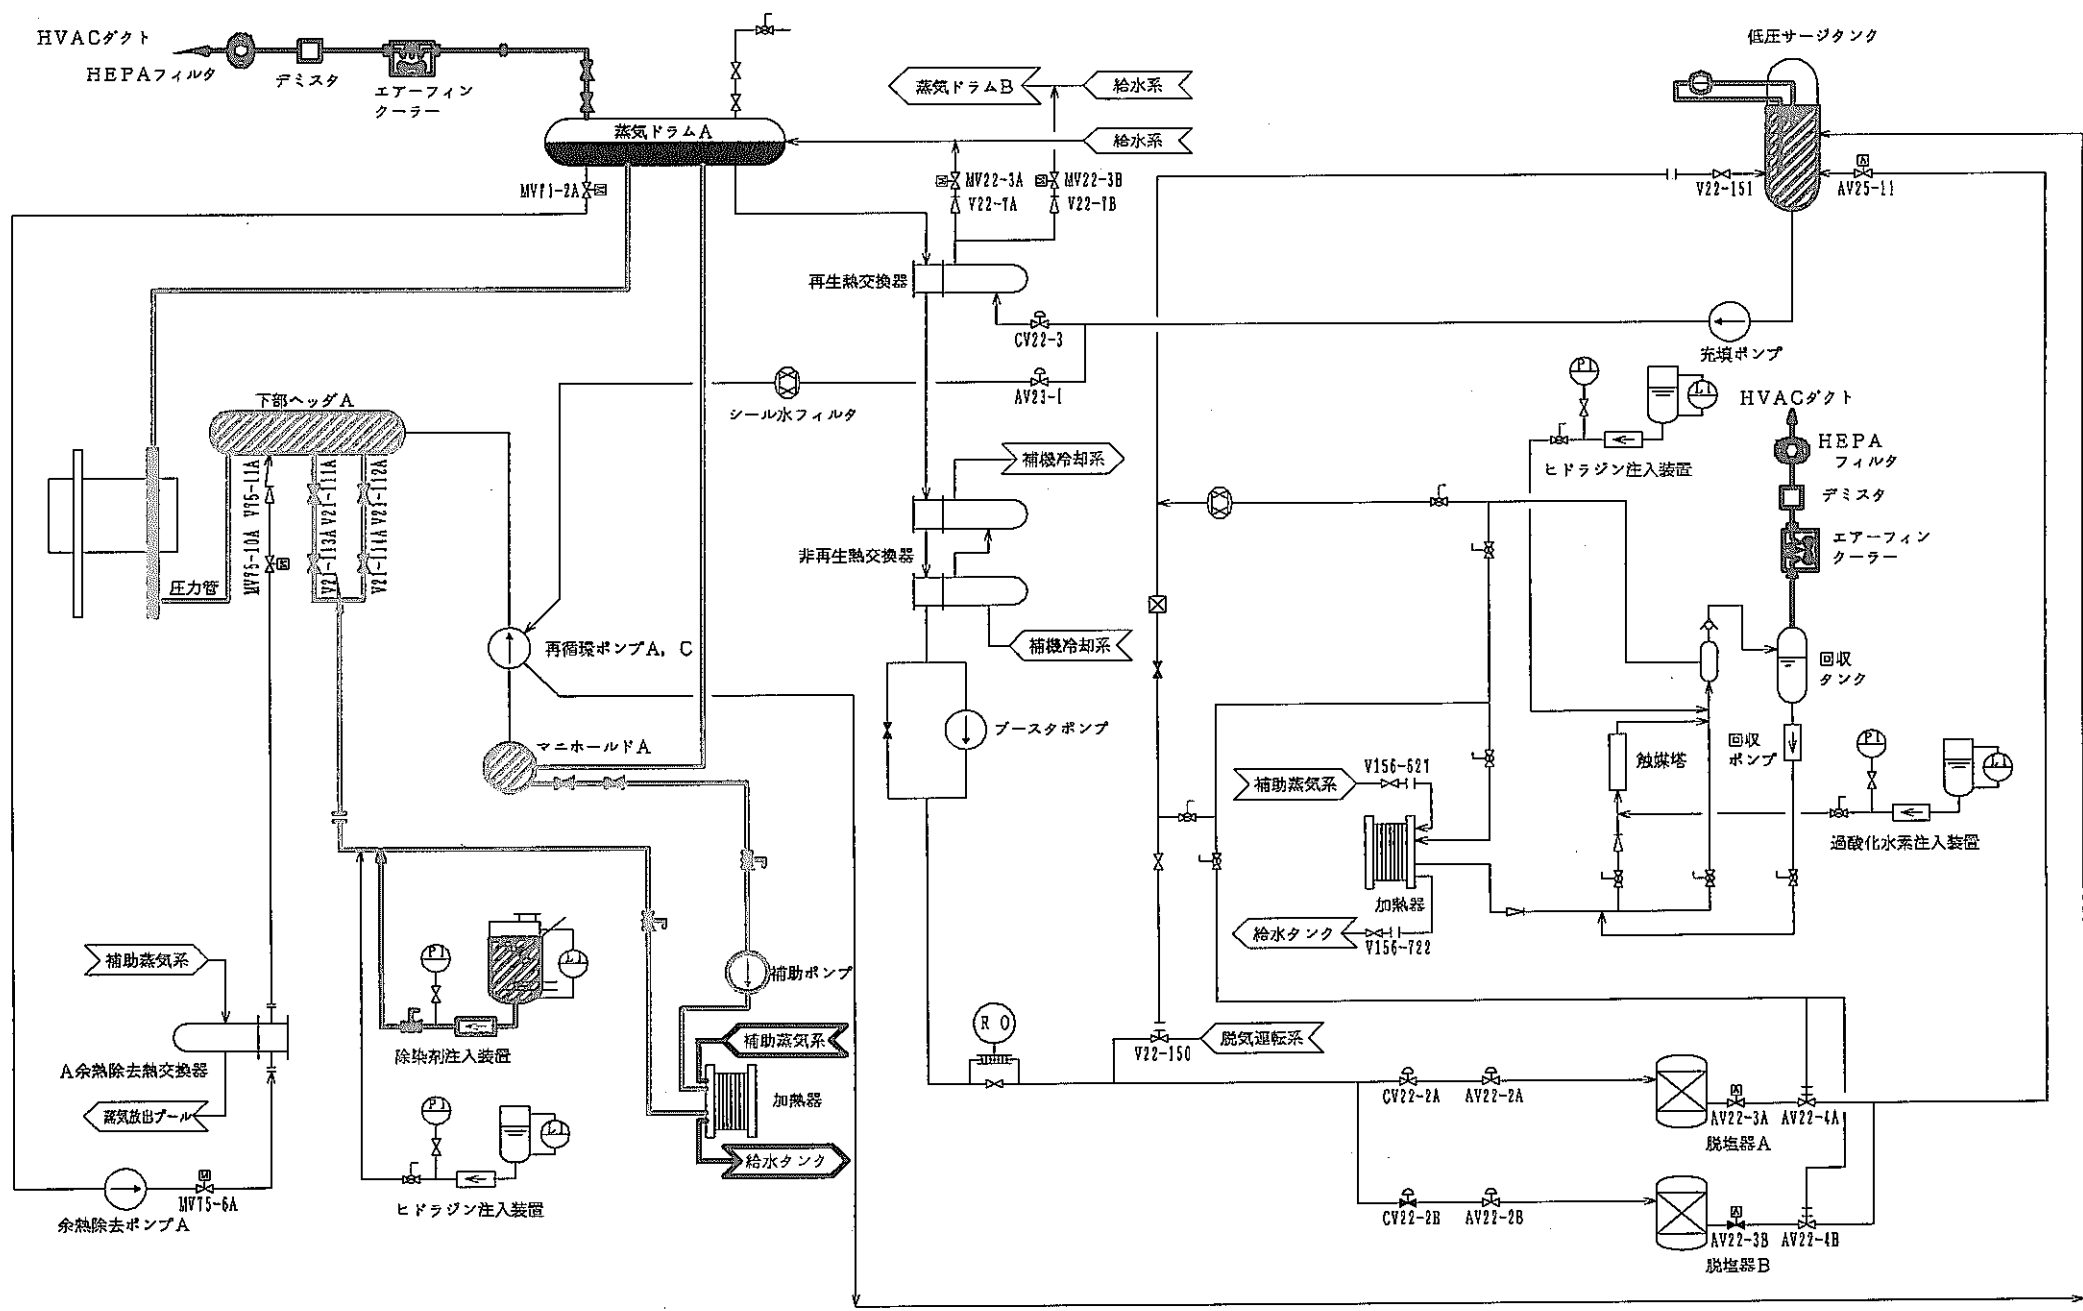 HVACダクト
HEPAフィルタ
デミスタ
エアーフィン
クーラー
蒸気ドラムA
蒸気ドラムB
給水系
給水系
低圧サージタンク
MV71-2A
MV22-3A
V22-7A
MV22-3B
V22-7B
V22-151
AV25-11
再生熱交換器
CV22-3
AV23-1
充填ポンプ
シール水フィルタ
下部ヘッダA
V75-11A
MV75-10A
V21-111A
V21-113A
V21-112A
V21-114A
圧力管
補機冷却系
非再生熱交換器
補機冷却系
再循環ポンプA, C
マニホールドA
ブースタポンプ
PI
LI
ヒドラジン注入装置
HVACダクト
HEPA
フィルタ
デミスタ
エアーフィン
クーラー
回収
タンク
回収
ポンプ
触媒塔
PI
LI
過酸化水素注入装置
補助蒸気系
V156-621
加熱器
給水タンク
V156-722
補助蒸気系
A余熱除去熱交換器
蒸気放出プール
余熱除去ポンプA
MV75-6A
PI
LI
除染剤注入装置
PI
LI
ヒドラジン注入装置
補助ポンプ
補助蒸気系
加熱器
給水タンク
RO
V22-150
脱気運転系
CV22-2A
AV22-2A
AV22-3A
AV22-4A
脱塩器A
CV22-2B
AV22-2B
AV22-3B
AV22-4B
脱塩器B